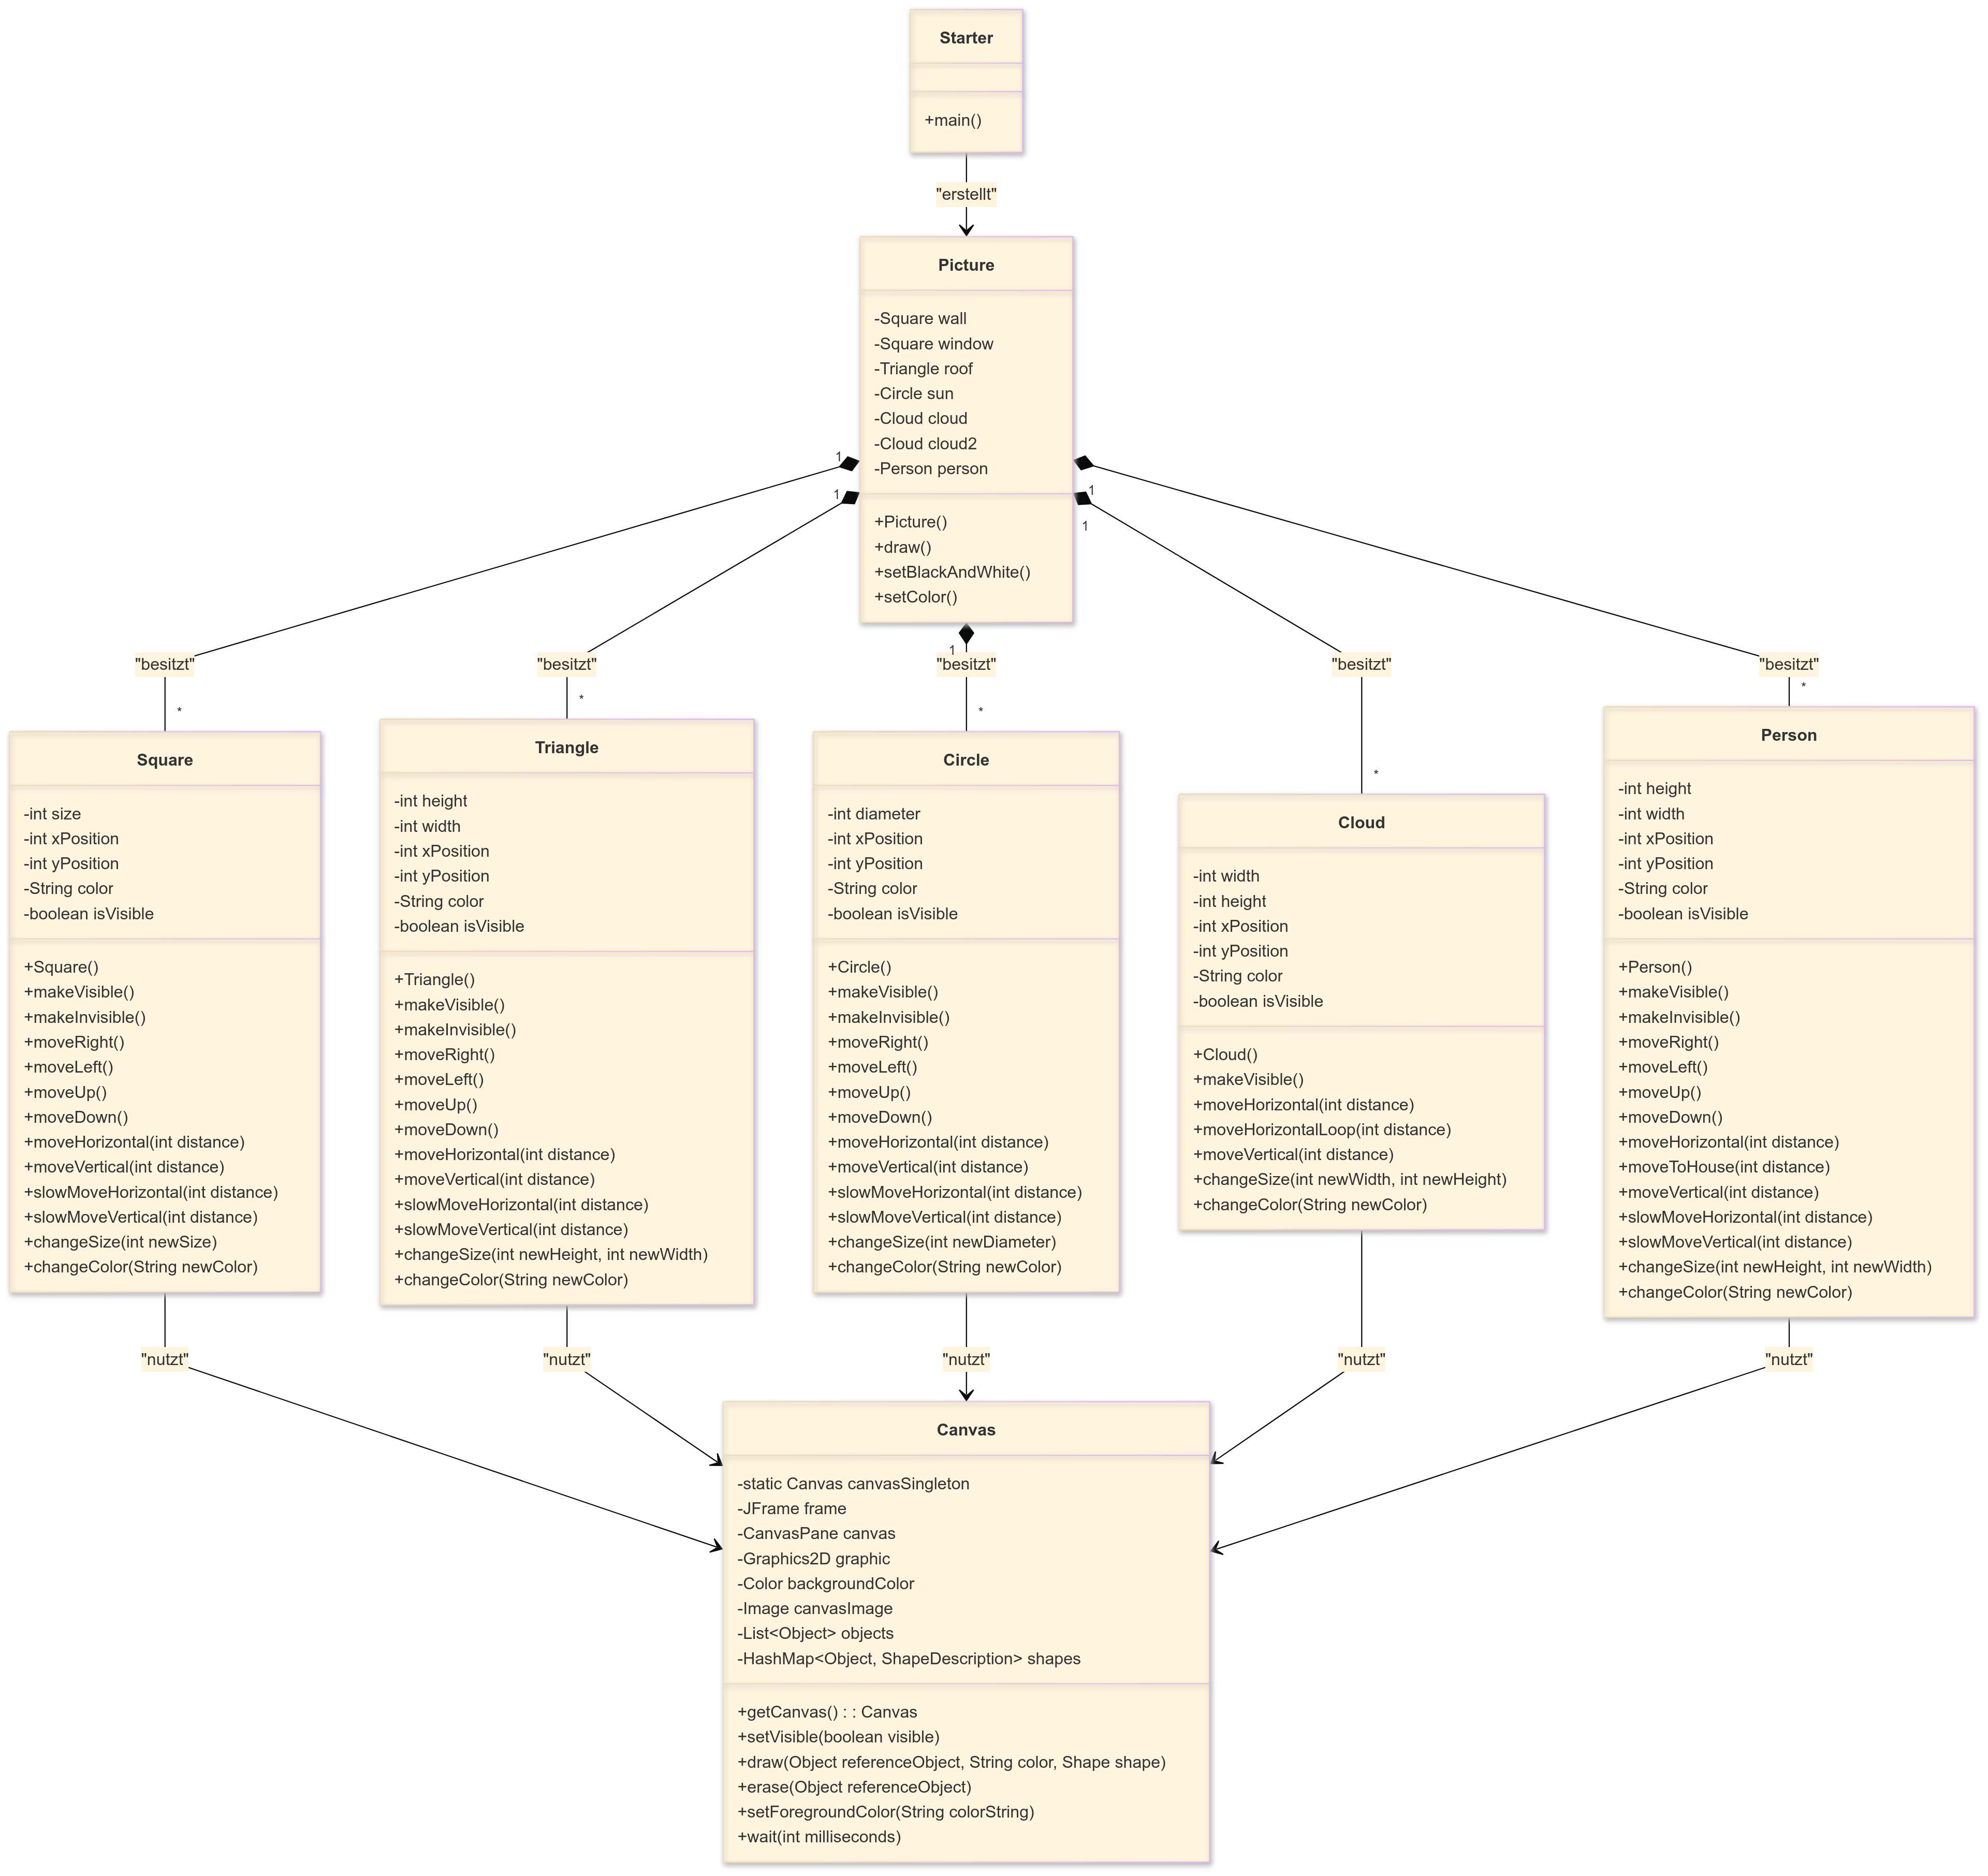 Starter
+main()
"erstellt"
Picture
-Square wall
-Square window
-Triangle roof
-Circle sun
-Cloud cloud
-Cloud cloud2
-Person person
+Picture()
+draw()
+setBlackAndWhite()
+setColor()
1
1
1
1
1
"besitzt"
"besitzt"
"besitzt"
"besitzt"
"besitzt"
*
*
*
*
*
Square
-int size
-int xPosition
-int yPosition
-String color
-boolean isVisible
+Square()
+makeVisible()
+makeInvisible()
+moveRight()
+moveLeft()
+moveUp()
+moveDown()
+moveHorizontal(int distance)
+moveVertical(int distance)
+slowMoveHorizontal(int distance)
+slowMoveVertical(int distance)
+changeSize(int newSize)
+changeColor(String newColor)
Triangle
-int height
-int width
-int xPosition
-int yPosition
-String color
-boolean isVisible
+Triangle()
+makeVisible()
+makeInvisible()
+moveRight()
+moveLeft()
+moveUp()
+moveDown()
+moveHorizontal(int distance)
+moveVertical(int distance)
+slowMoveHorizontal(int distance)
+slowMoveVertical(int distance)
+changeSize(int newHeight, int newWidth)
+changeColor(String newColor)
Circle
-int diameter
-int xPosition
-int yPosition
-String color
-boolean isVisible
+Circle()
+makeVisible()
+makeInvisible()
+moveRight()
+moveLeft()
+moveUp()
+moveDown()
+moveHorizontal(int distance)
+moveVertical(int distance)
+slowMoveHorizontal(int distance)
+slowMoveVertical(int distance)
+changeSize(int newDiameter)
+changeColor(String newColor)
Cloud
-int width
-int height
-int xPosition
-int yPosition
-String color
-boolean isVisible
+Cloud()
+makeVisible()
+moveHorizontal(int distance)
+moveHorizontalLoop(int distance)
+moveVertical(int distance)
+changeSize(int newWidth, int newHeight)
+changeColor(String newColor)
Person
-int height
-int width
-int xPosition
-int yPosition
-String color
-boolean isVisible
+Person()
+makeVisible()
+makeInvisible()
+moveRight()
+moveLeft()
+moveUp()
+moveDown()
+moveHorizontal(int distance)
+moveToHouse(int distance)
+moveVertical(int distance)
+slowMoveHorizontal(int distance)
+slowMoveVertical(int distance)
+changeSize(int newHeight, int newWidth)
+changeColor(String newColor)
"nutzt"
"nutzt"
"nutzt"
"nutzt"
"nutzt"
Canvas
-static Canvas canvasSingleton
-JFrame frame
-CanvasPane canvas
-Graphics2D graphic
-Color backgroundColor
-Image canvasImage
-List<Object> objects
-HashMap<Object, ShapeDescription> shapes
+getCanvas() : : Canvas
+setVisible(boolean visible)
+draw(Object referenceObject, String color, Shape shape)
+erase(Object referenceObject)
+setForegroundColor(String colorString)
+wait(int milliseconds)